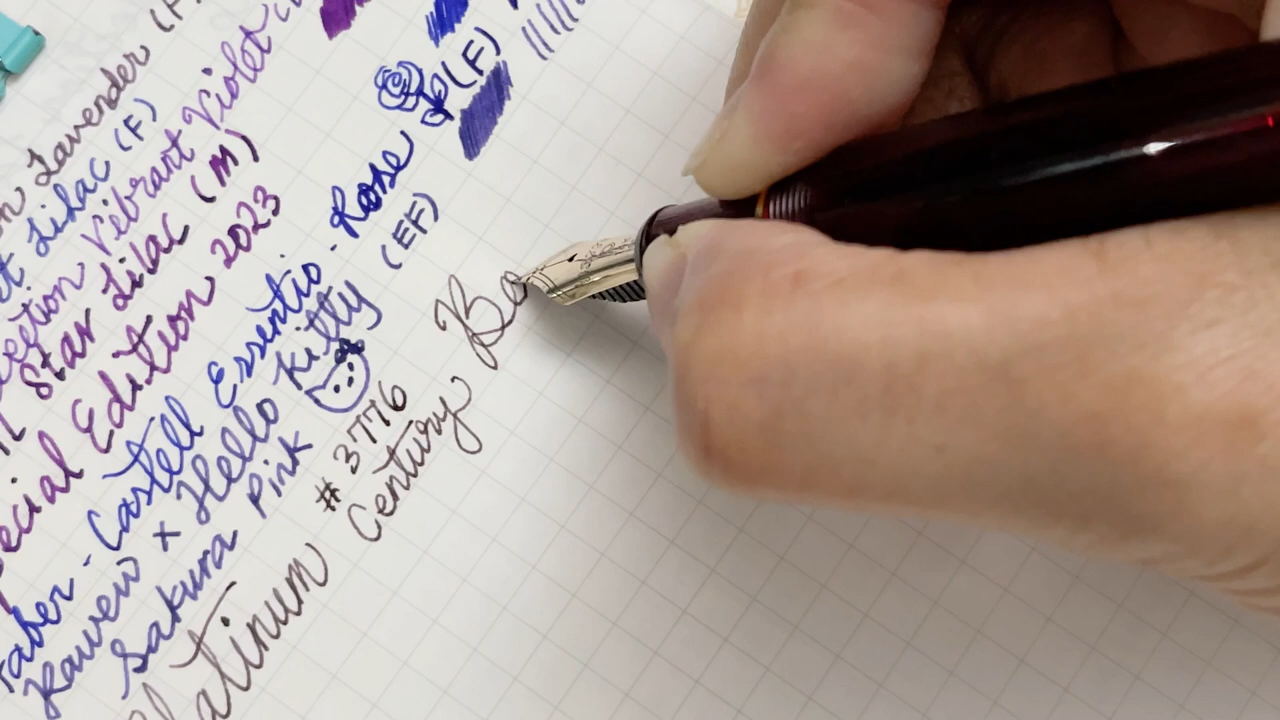 Lavender
Lilac (F)
Vibrant Violet
Star Lilac (M)
Edition 2023
Faber-Castell Essentio - Rose (F)
Kaweco x Hello Kitty
Sakura Pink (EF)
Platinum #3776
Century Bo